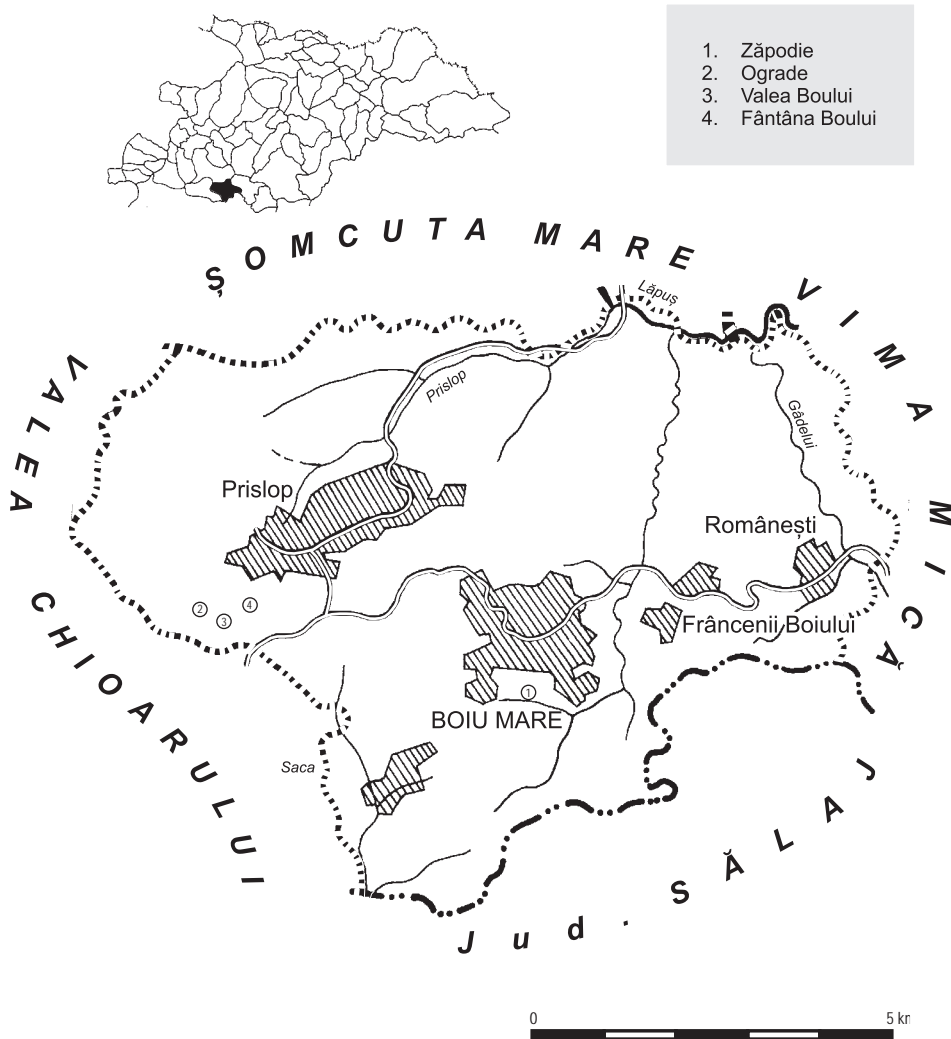 1. Zăpodie
2. Ograde
3. Valea Boului
4. Fântâna Boului
ȘOMCUTA MARE
VIMA MICĂ
VALEA CHIOARULUI
Lăpuș
Prislop
Gâdelui
Prislop
Românești
2
4
3
Frâncenii Boiului
1
BOIU MARE
Saca
Jud. SĂLAJ
0 5 km